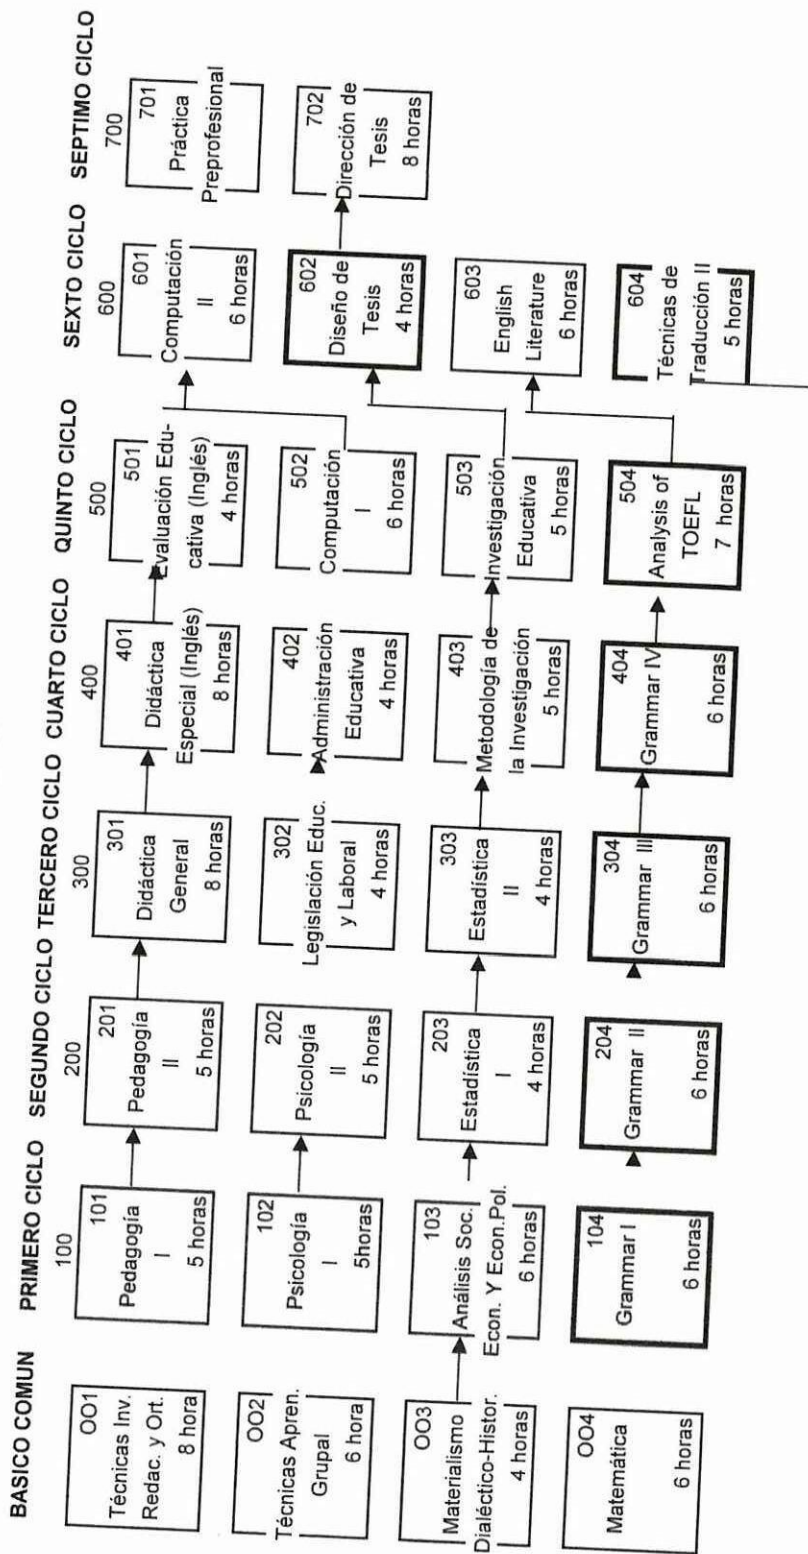 BASICO COMUN
PRIMERO CICLO
SEGUNDO CICLO
TERCERO CICLO
CUARTO CICLO
QUINTO CICLO
SEXTO CICLO
SEPTIMO CICLO
100
200
300
400
500
600
700
OO1
Técnicas Inv.
Redac. y Ort.
8 hora
101
Pedagogía
I
5 horas
201
Pedagogía
II
5 horas
301
Didáctica
General
8 horas
401
Didáctica
Especial (Inglés)
8 horas
501
Evaluación Edu-
cativa (Inglés)
4 horas
601
Computación
II
6 horas
701
Práctica
Preprofesional
OO2
Técnicas Apren.
Grupal
6 hora
102
Psicología
I
5horas
202
Psicología
II
5 horas
302
Legislación Educ.
y Laboral
4 horas
402
Administración
Educativa
4 horas
502
Computación
I
6 horas
602
Diseño de
Tesis
4 horas
702
Dirección de
Tesis
8 horas
OO3
Materialismo
Dialéctico-Histor.
4 horas
103
Análisis Soc.
Econ. Y Econ.Pol.
6 horas
203
Estadística
I
4 horas
303
Estadística
II
4 horas
403
Metodología de
la Investigación
5 horas
503
Investigación
Educativa
5 horas
603
English
Literature
6 horas
OO4
Matemática
6 horas
104
Grammar I
6 horas
204
Grammar II
6 horas
304
Grammar III
6 horas
404
Grammar IV
6 horas
504
Analysis of
TOEFL
7 horas
604
Técnicas de
Traducción II
5 horas